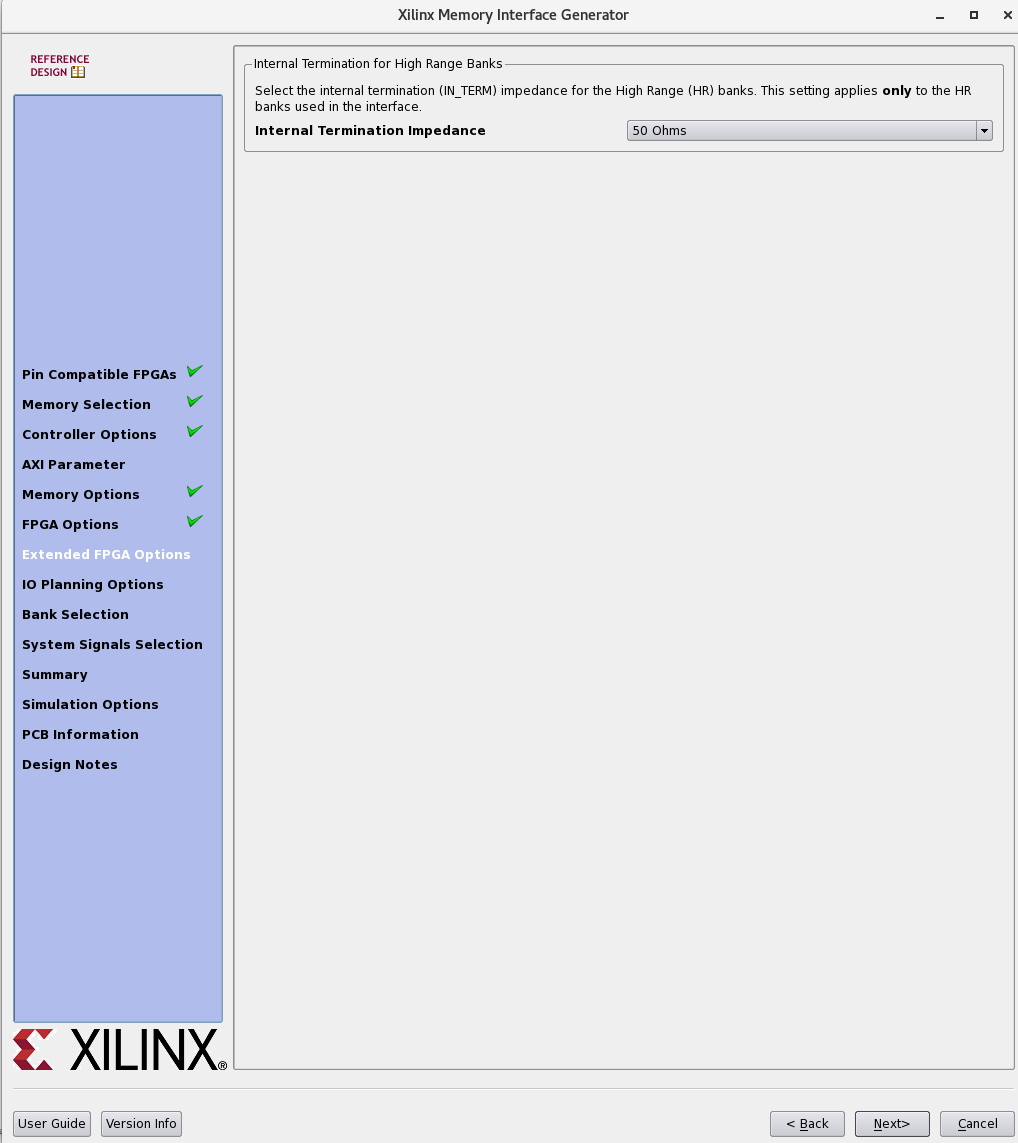 Xilinx Memory Interface Generator
REFERENCE
DESIGN
Pin Compatible FPGAs
Memory Selection
Controller Options
AXI Parameter
Memory Options
FPGA Options
Extended FPGA Options
IO Planning Options
Bank Selection
System Signals Selection
Summary
Simulation Options
PCB Information
Design Notes
XILINX®
Internal Termination for High Range Banks
Select the internal termination (IN_TERM) impedance for the High Range (HR) banks. This setting applies only to the HR
banks used in the interface.
Internal Termination Impedance 50 Ohms
User Guide Version Info < Back Next> Cancel